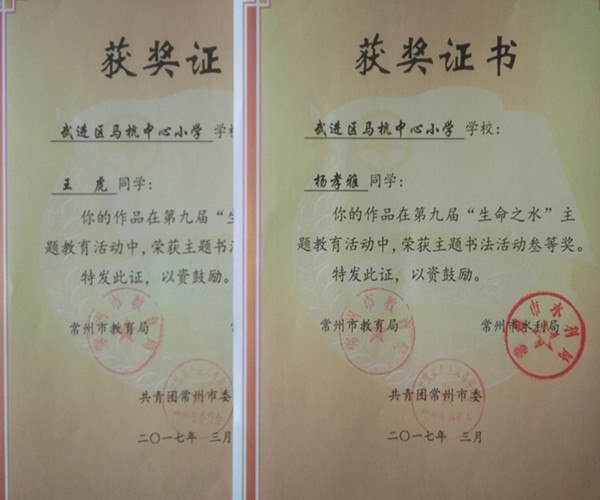 获奖证
武进区马杭中心小学 学校
王 虎 同学：
你的作品在第九届“生
题教育活动中，荣获主题书法
特发此证，以资鼓励。
常州市教育局
共青团常州市委
二〇一七年 三月
获奖证书
武进区马杭中心小学 学校：
杨孝雅 同学：
你的作品在第九届“生命之水”主
题教育活动中，荣获主题书法活动叁等奖。
特发此证，以资鼓励。
常州市教育局 常州市水利局
共青团常州市委
二〇一七年 三月
常州市水利局